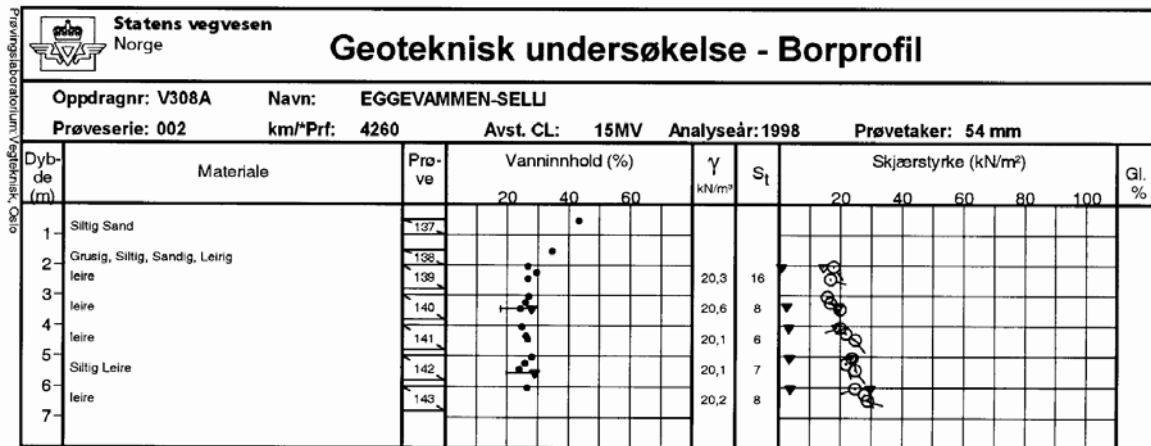 Prøvingslaboratorium Vegteknisk, Oslo
Statens vegvesen
Norge
Geoteknisk undersøkelse - Borprofil
Oppdragnr: V308A Navn: EGGEVAMMEN-SELLI
Prøveserie: 002 km/*Prf: 4260 Avst. CL: 15MV Analyseår: 1998 Prøvetaker: 54 mm
Dyb-
de
(m)
Materiale
Prø-
ve
Vanninnhold (%)
20 40 60
γ
kN/m³
St
Skjærstyrke (kN/m²)
20 40 60 80 100
Gl.
%
1 Siltig Sand 137
Grusig, Siltig, Sandig, Leirig 138
2 leire 139 20,3 16
3 leire 140 20,6 8
4 leire 141 20,1 6
5 Siltig Leire 142 20,1 7
6 leire 143 20,2 8
7